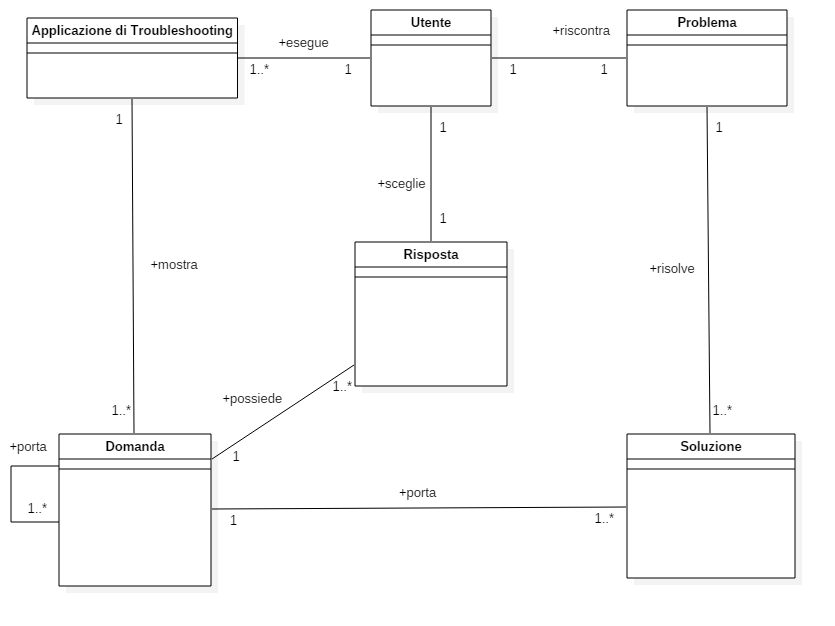 Applicazione di Troubleshooting
+esegue
1..*
1
Utente
+riscontra
1
1
Problema
1
1
+sceglie
1
1
+mostra
Risposta
+risolve
+possiede
1..*
1..*
1..*
+porta
Domanda
1
Soluzione
1..*
+porta
1
1..*